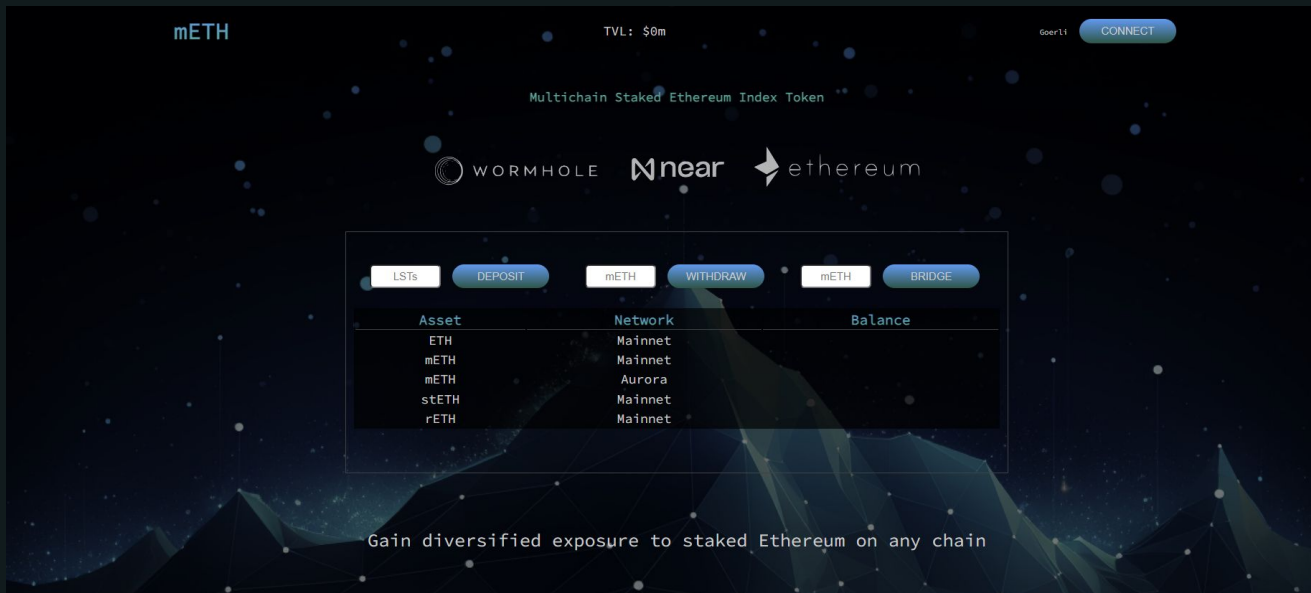 mETH TVL: $0m Goerli CONNECT
Multichain Staked Ethereum Index Token
WORMHOLE near ethereum
LSTs DEPOSIT mETH WITHDRAW mETH BRIDGE
Asset Network Balance
ETH Mainnet
mETH Mainnet
mETH Aurora
stETH Mainnet
rETH Mainnet
Gain diversified exposure to staked Ethereum on any chain